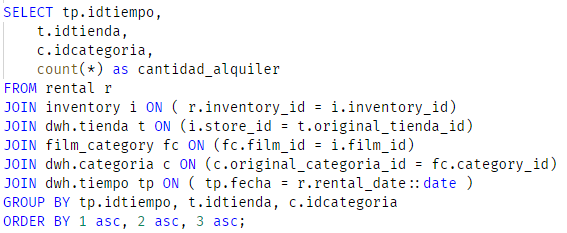 SELECT tp.idtiempo,
    t.idtienda,
    c.idcategoria,
    count(*) as cantidad_alquiler
FROM rental r
JOIN inventory i ON ( r.inventory_id = i.inventory_id)
JOIN dwh.tienda t ON (i.store_id = t.original_tienda_id)
JOIN film_category fc ON (fc.film_id = i.film_id)
JOIN dwh.categoria c ON (c.original_categoria_id = fc.category_id)
JOIN dwh.tiempo tp ON ( tp.fecha = r.rental_date::date )
GROUP BY tp.idtiempo, t.idtienda, c.idcategoria
ORDER BY 1 asc, 2 asc, 3 asc;